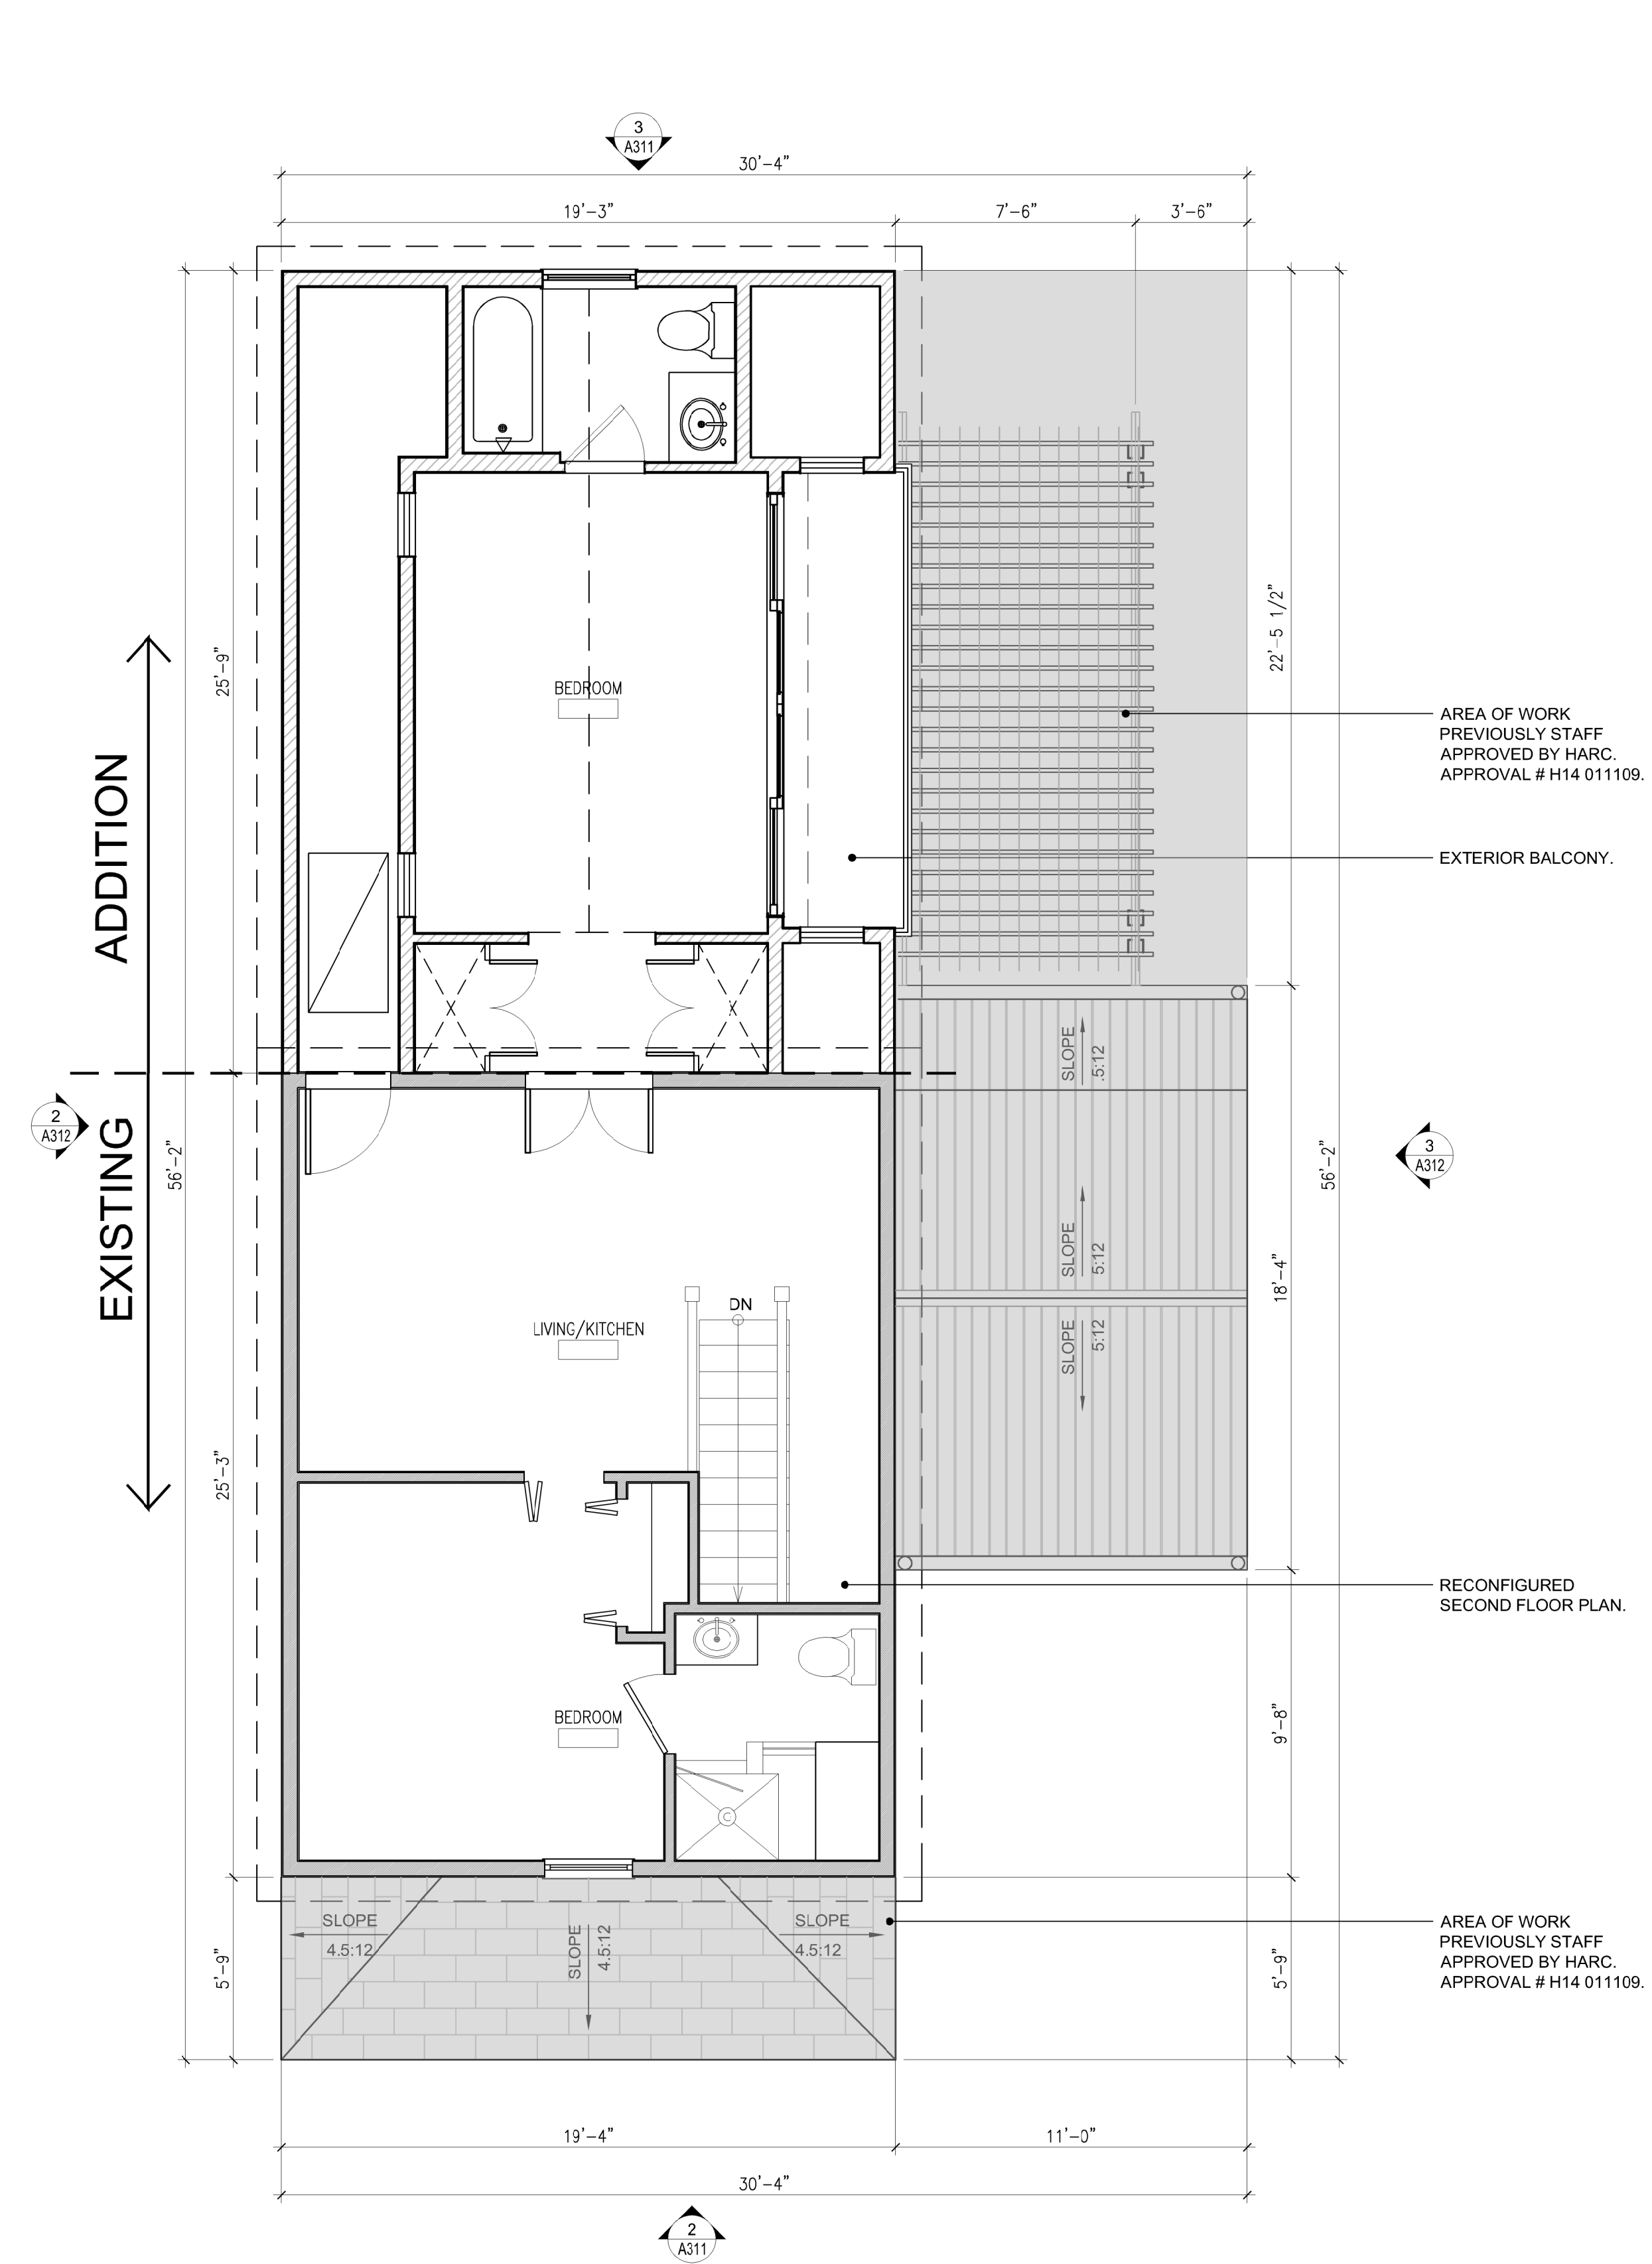 3
A311
30'-4"
19'-3"
7'-6"
3'-6"
25'-9"
22'-5 1/2"
BEDROOM
ADDITION
AREA OF WORK
PREVIOUSLY STAFF
APPROVED BY HARC.
APPROVAL # H14 011109.
EXTERIOR BALCONY.
SLOPE
.5:12
2
A312
EXISTING
56'-2"
56'-2"
3
A312
SLOPE
5:12
18'-4"
DN
LIVING/KITCHEN
SLOPE
5:12
25'-3"
RECONFIGURED
SECOND FLOOR PLAN.
BEDROOM
9'-8"
C
SLOPE
4.5:12
SLOPE
4.5:12
SLOPE
4.5:12
5'-9"
5'-9"
AREA OF WORK
PREVIOUSLY STAFF
APPROVED BY HARC.
APPROVAL # H14 011109.
19'-4"
11'-0"
30'-4"
2
A311